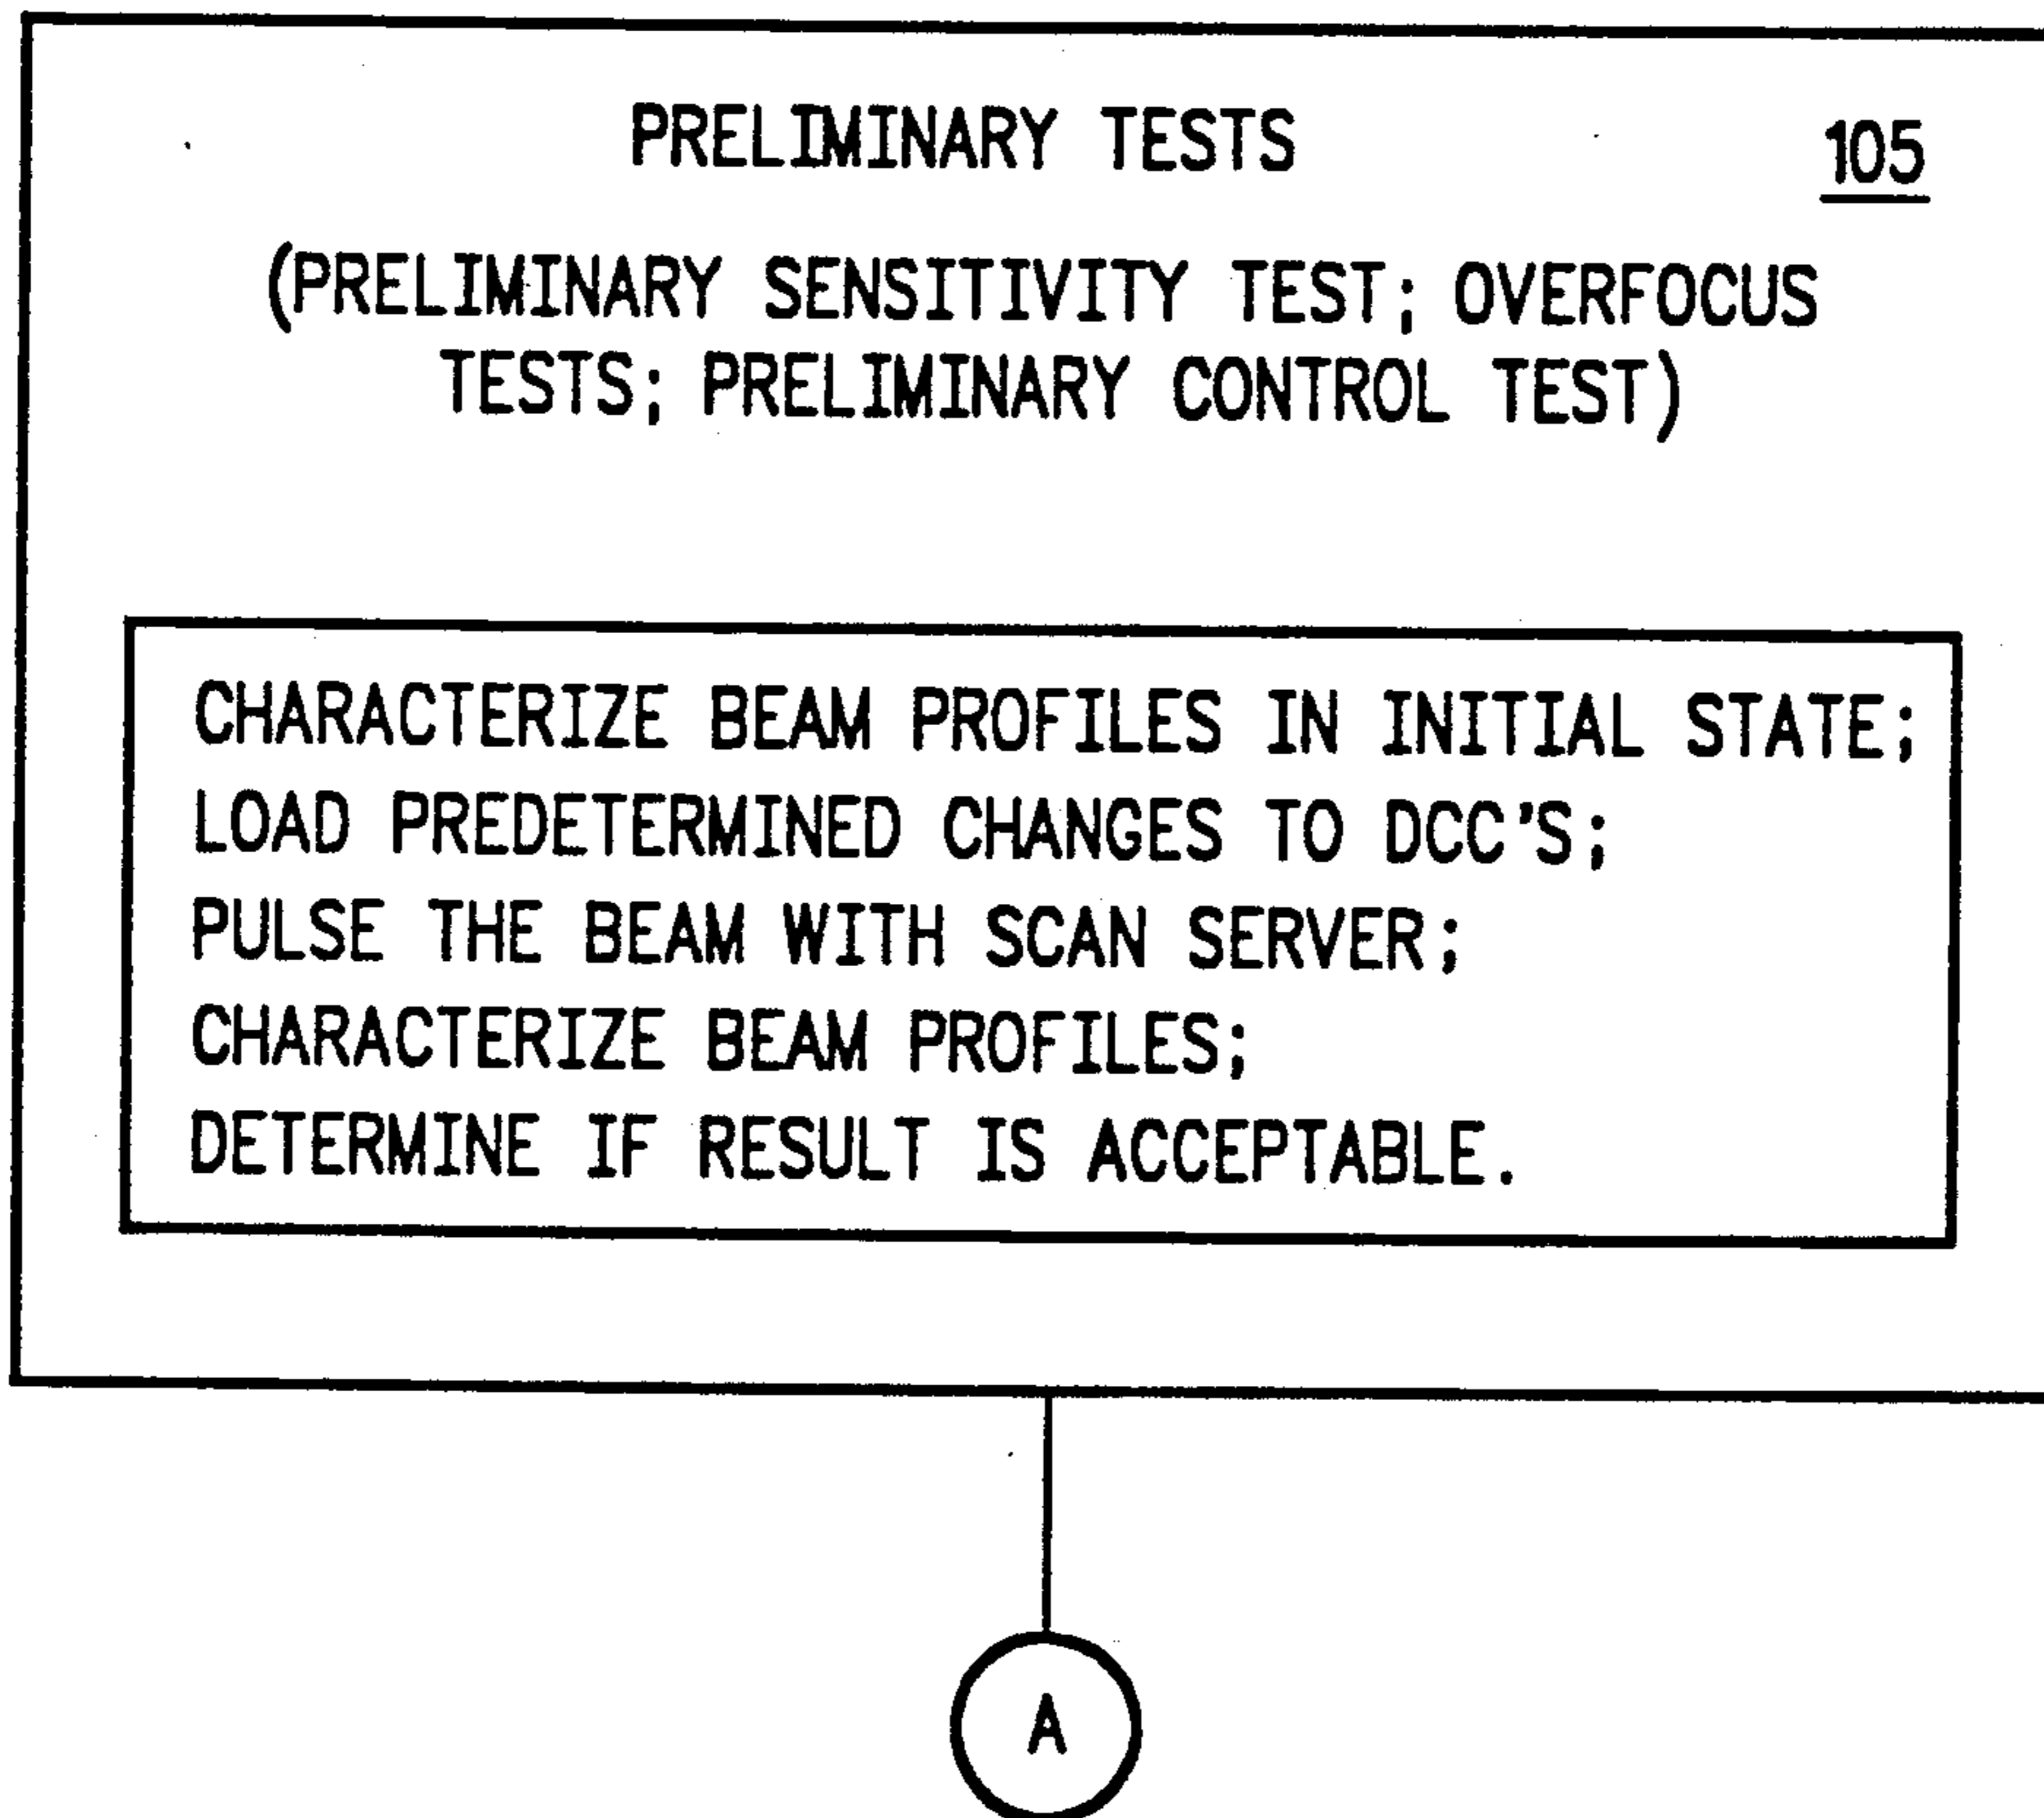 PRELIMINARY TESTS
105
(PRELIMINARY SENSITIVITY TEST; OVERFOCUS
TESTS; PRELIMINARY CONTROL TEST)
CHARACTERIZE BEAM PROFILES IN INITIAL STATE;
LOAD PREDETERMINED CHANGES TO DCC'S;
PULSE THE BEAM WITH SCAN SERVER;
CHARACTERIZE BEAM PROFILES;
DETERMINE IF RESULT IS ACCEPTABLE.
A